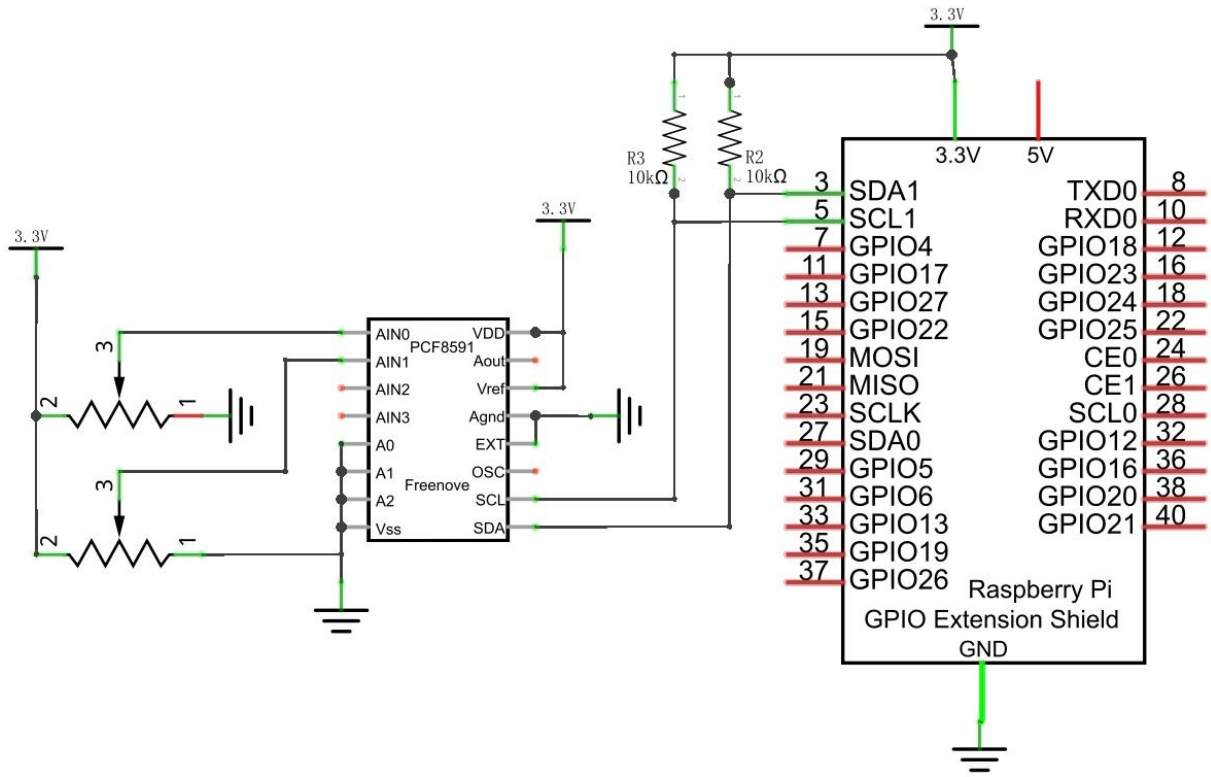 3.3V
3.3V
5V
R3
10kΩ
1
2
R2
10kΩ
1
2
3 SDA1
5 SCL1
7 GPIO4
11 GPIO17
13 GPIO27
15 GPIO22
19 MOSI
21 MISO
23 SCLK
27 SDA0
29 GPIO5
31 GPIO6
33 GPIO13
35 GPIO19
37 GPIO26
TXD0 8
RXD0 10
GPIO18 12
GPIO23 16
GPIO24 18
GPIO25 22
CE0 24
CE1 26
SCL0 28
GPIO12 32
GPIO16 36
GPIO20 38
GPIO21 40
Raspberry Pi
GPIO Extension Shield
GND
3.3V
3.3V
3
2
1
3
2
1
AIN0
AIN1
AIN2
AIN3
A0
A1
A2
Vss
PCF8591
Freenove
VDD
Aout
Vref
Agnd
EXT
OSC
SCL
SDA